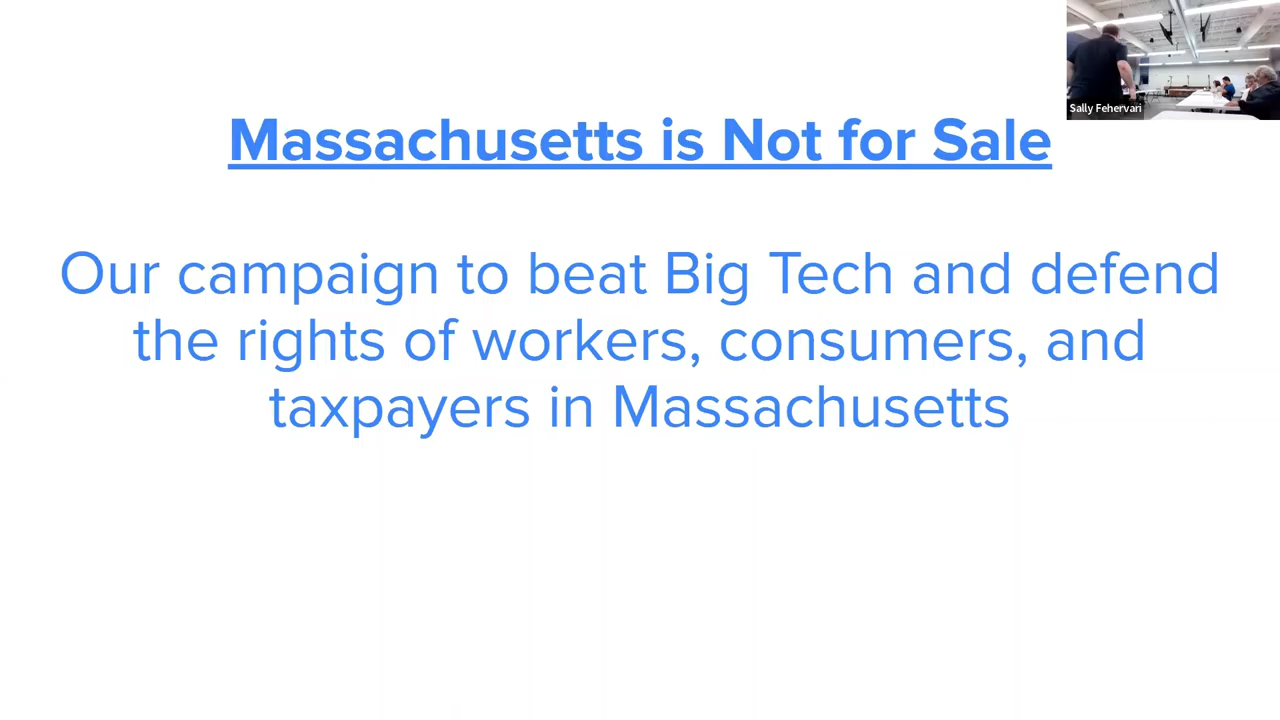 Sally Fehervari
Massachusetts is Not for Sale
Our campaign to beat Big Tech and defend
the rights of workers, consumers, and
taxpayers in Massachusetts